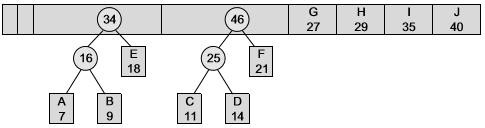 34 46 G H I J
27 29 35 40
16 E 25 F
18 21
A B C D
7 9 11 14